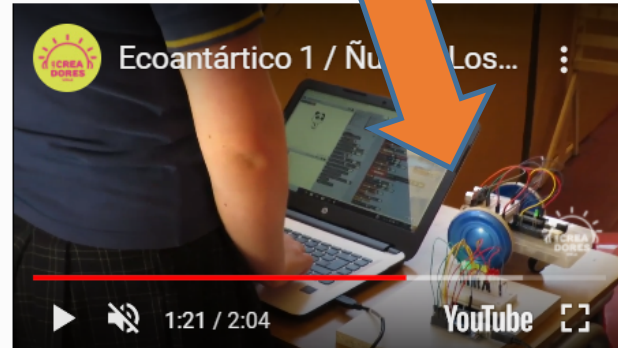 CREA
DORES
Ecoantártico 1 / Ñu Los...
CREA
DORES
1:21 / 2:04
YouTube